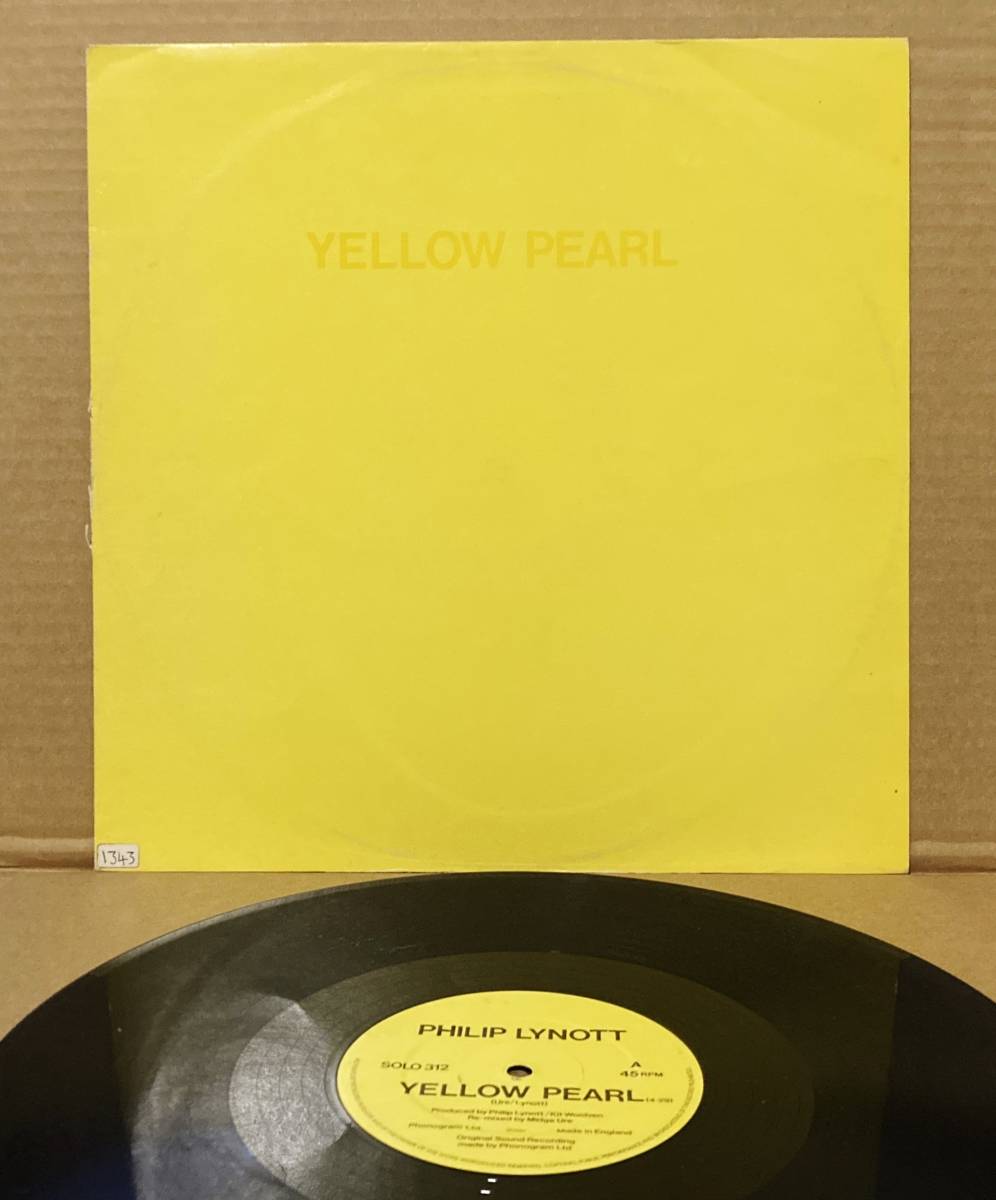 YELLOW PEARL
1343
PHILIP LYNOTT
SOLO 312
A
45 RPM
YELLOW PEARL
(Ure/Lynott)
Produced by Philip Lynott/Kit Woolven
Re-mixed by Midge Ure
Phonogram Ltd
Made in England
Original Sound Recording
made by Phonogram Ltd